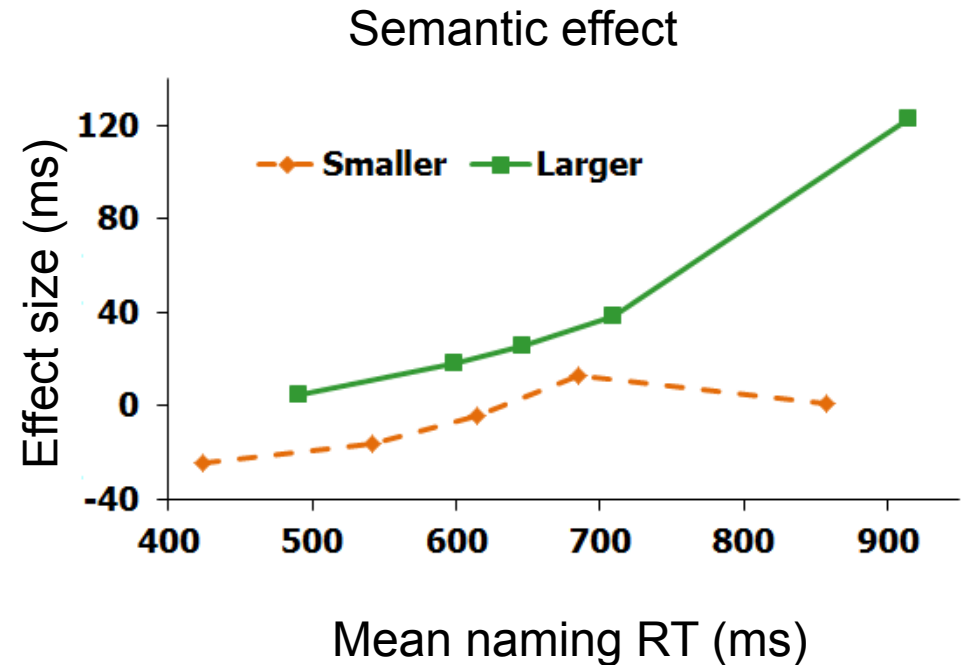 Semantic effect
Effect size (ms)
120
80
40
0
-40
Smaller Larger
400 500 600 700 800 900
Mean naming RT (ms)